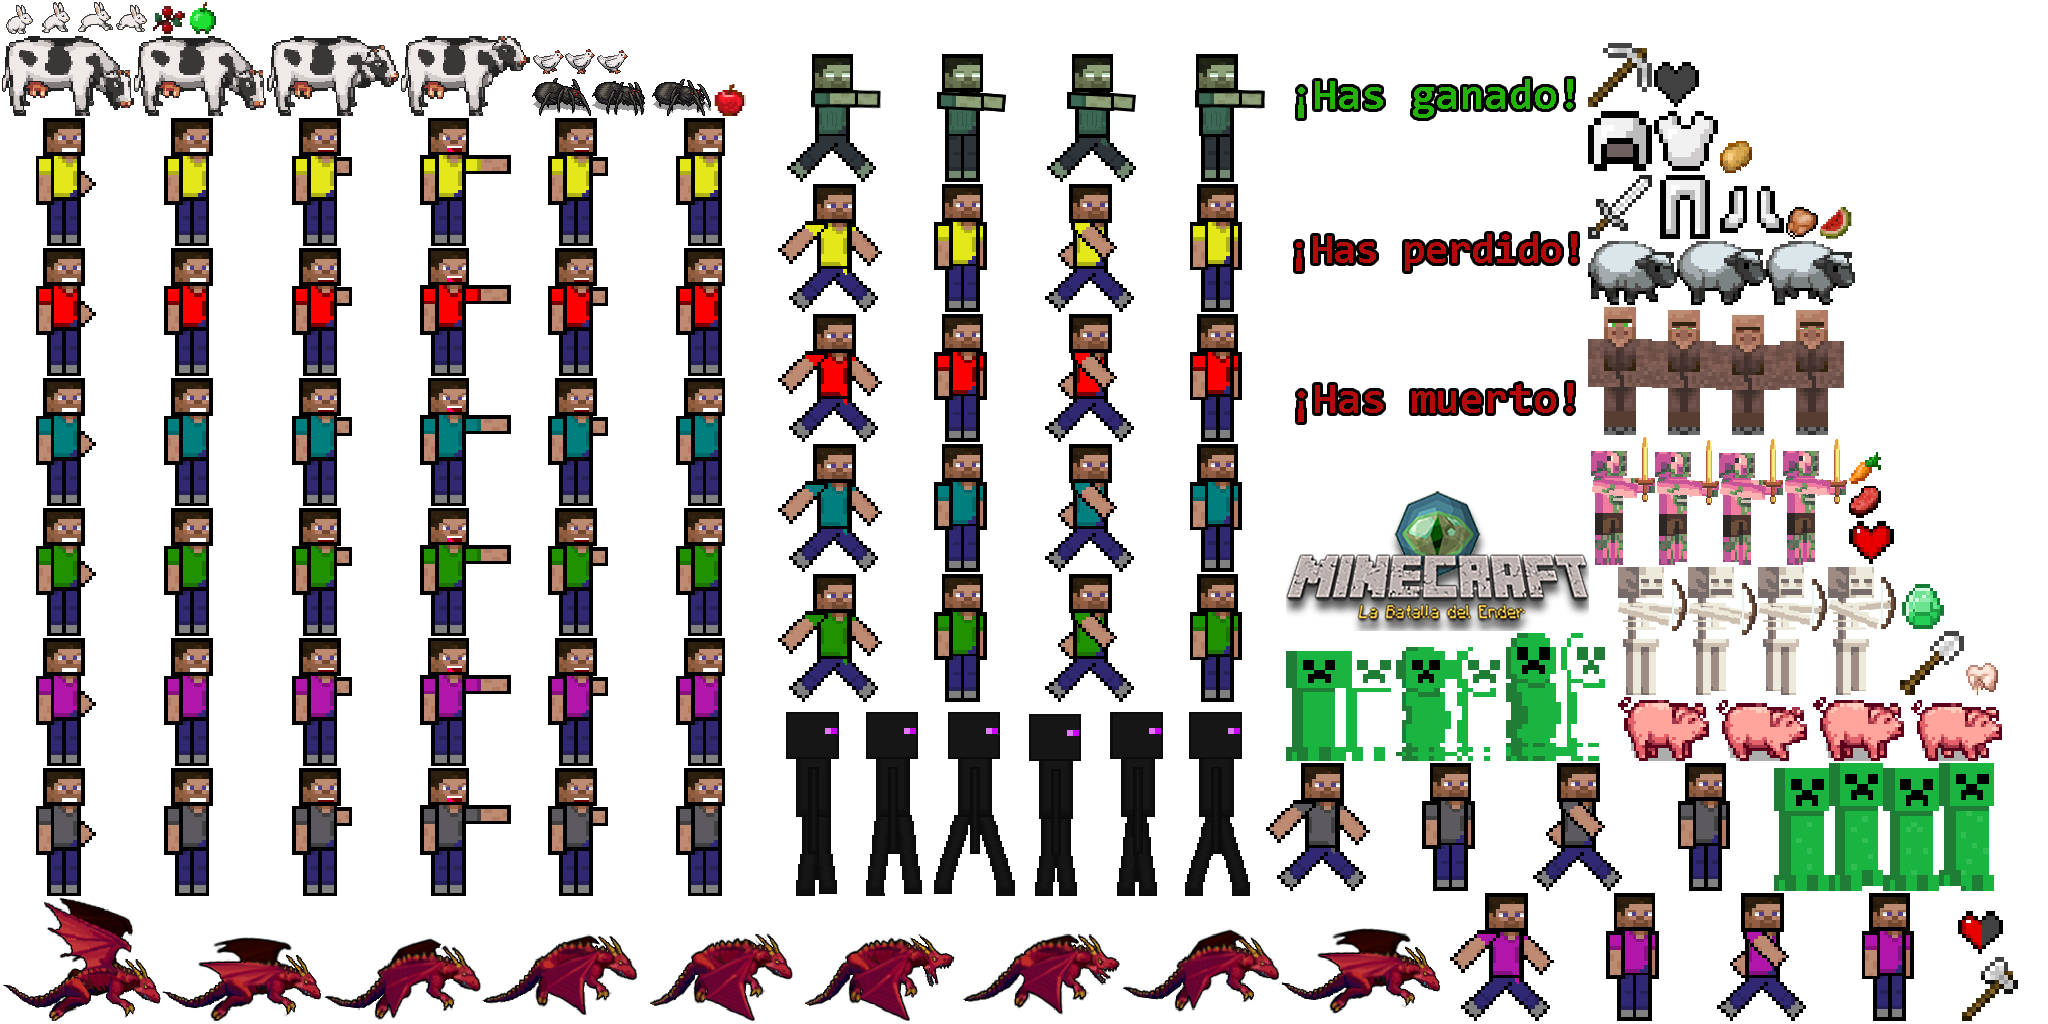 ¡Has ganado!
¡Has perdido!
¡Has muerto!
MINECRAFT
La Batalla del Ender